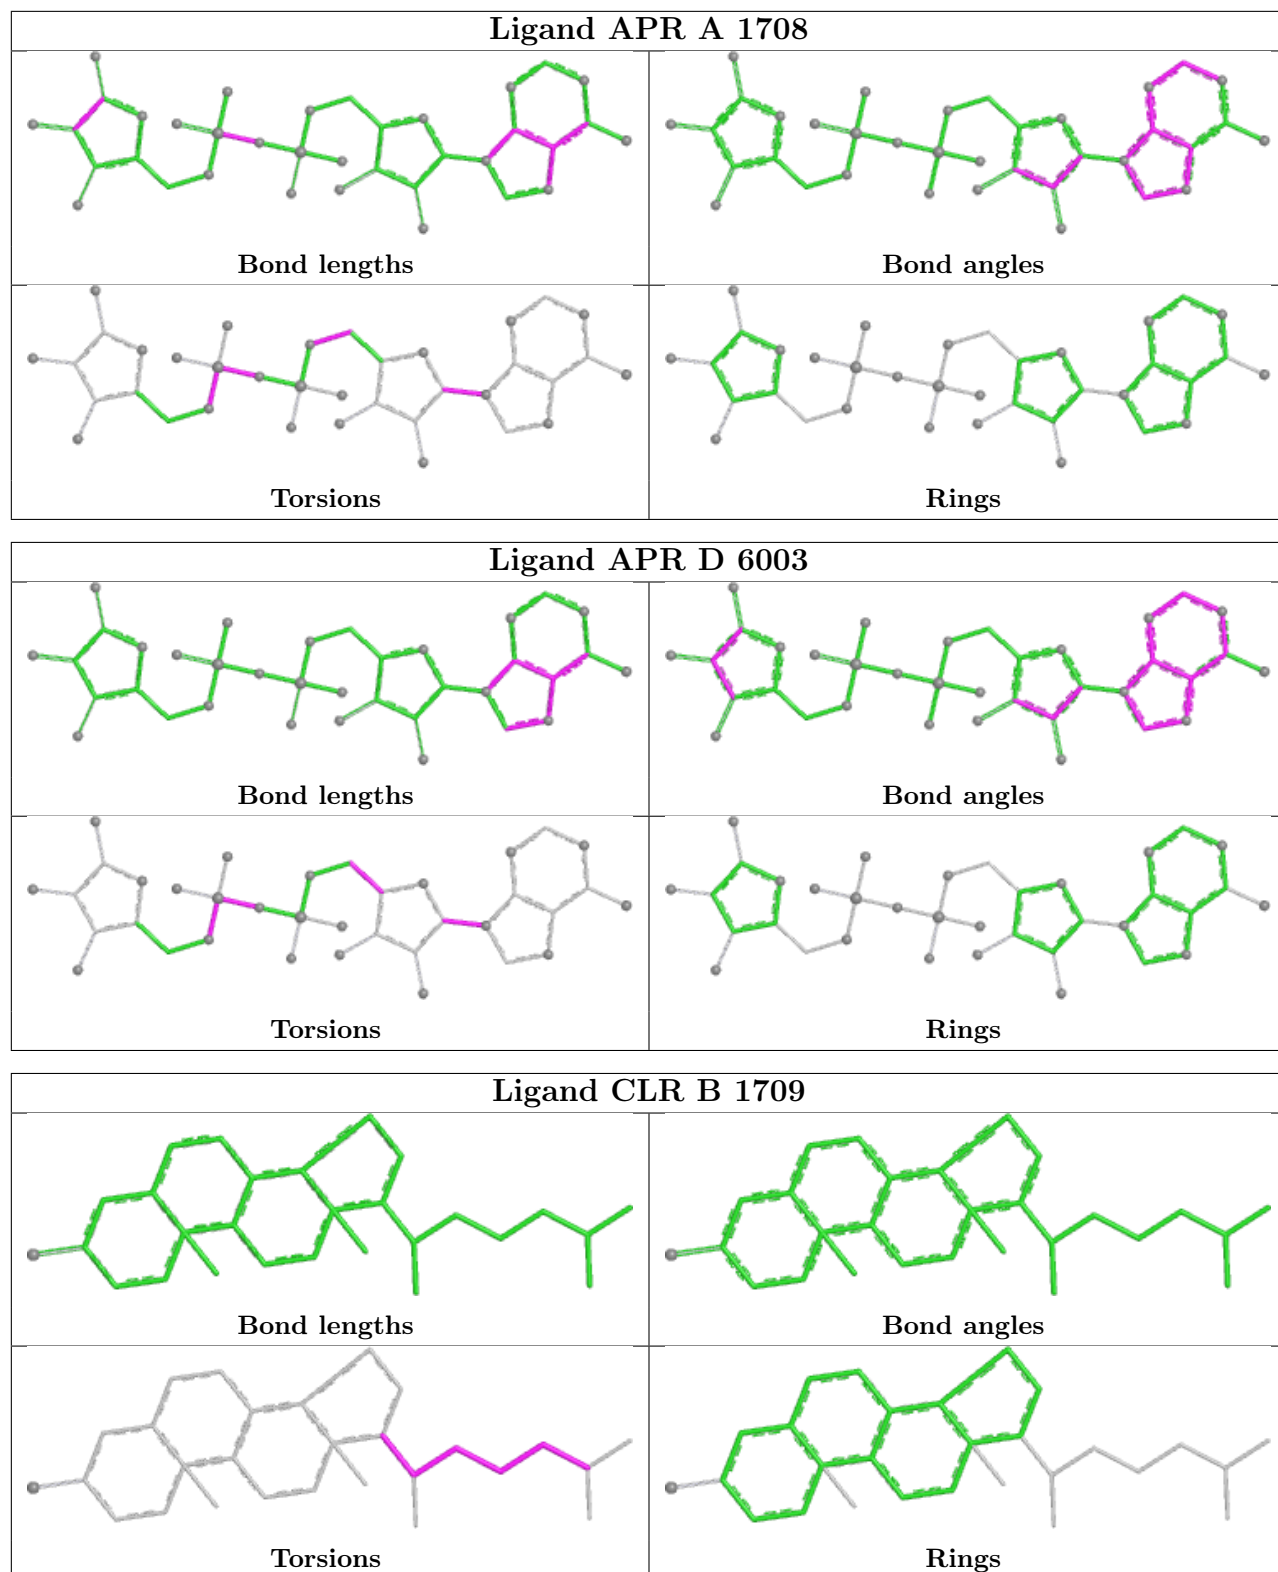 Ligand APR A 1708
Bond lengths
Bond angles
Torsions
Rings
Ligand APR D 6003
Bond lengths
Bond angles
Torsions
Rings
Ligand CLR B 1709
Bond lengths
Bond angles
Torsions
Rings